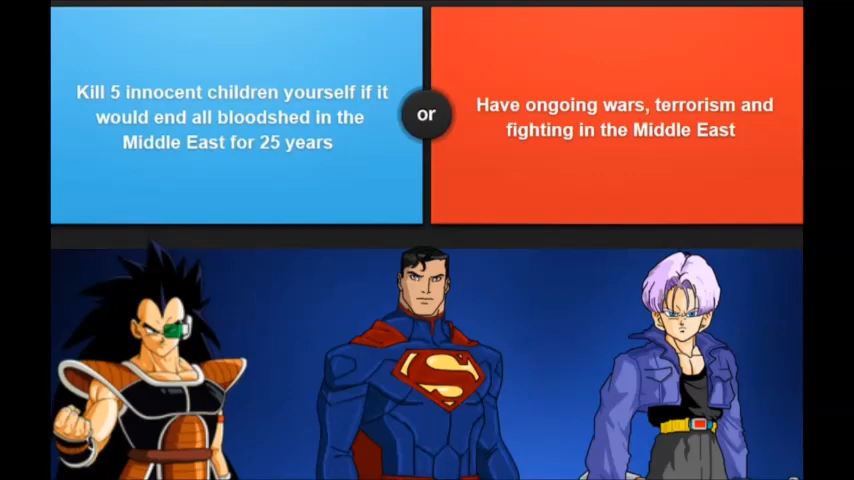 Kill 5 innocent children yourself if it
would end all bloodshed in the
Middle East for 25 years
or
Have ongoing wars, terrorism and
fighting in the Middle East
S